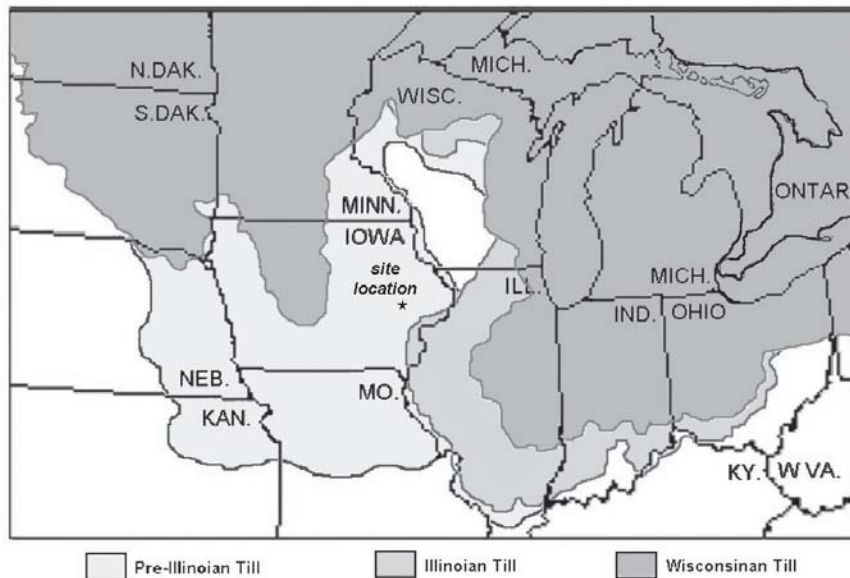 N.DAK.
S.DAK.
MICH.
WISC.
ONTAR
MINN.
IOWA
site
location
*
ILL.
MICH.
IND.
OHIO
NEB.
KAN.
MO.
KY.
W VA.
Pre-Illinoian Till
Illinoian Till
Wisconsinan Till